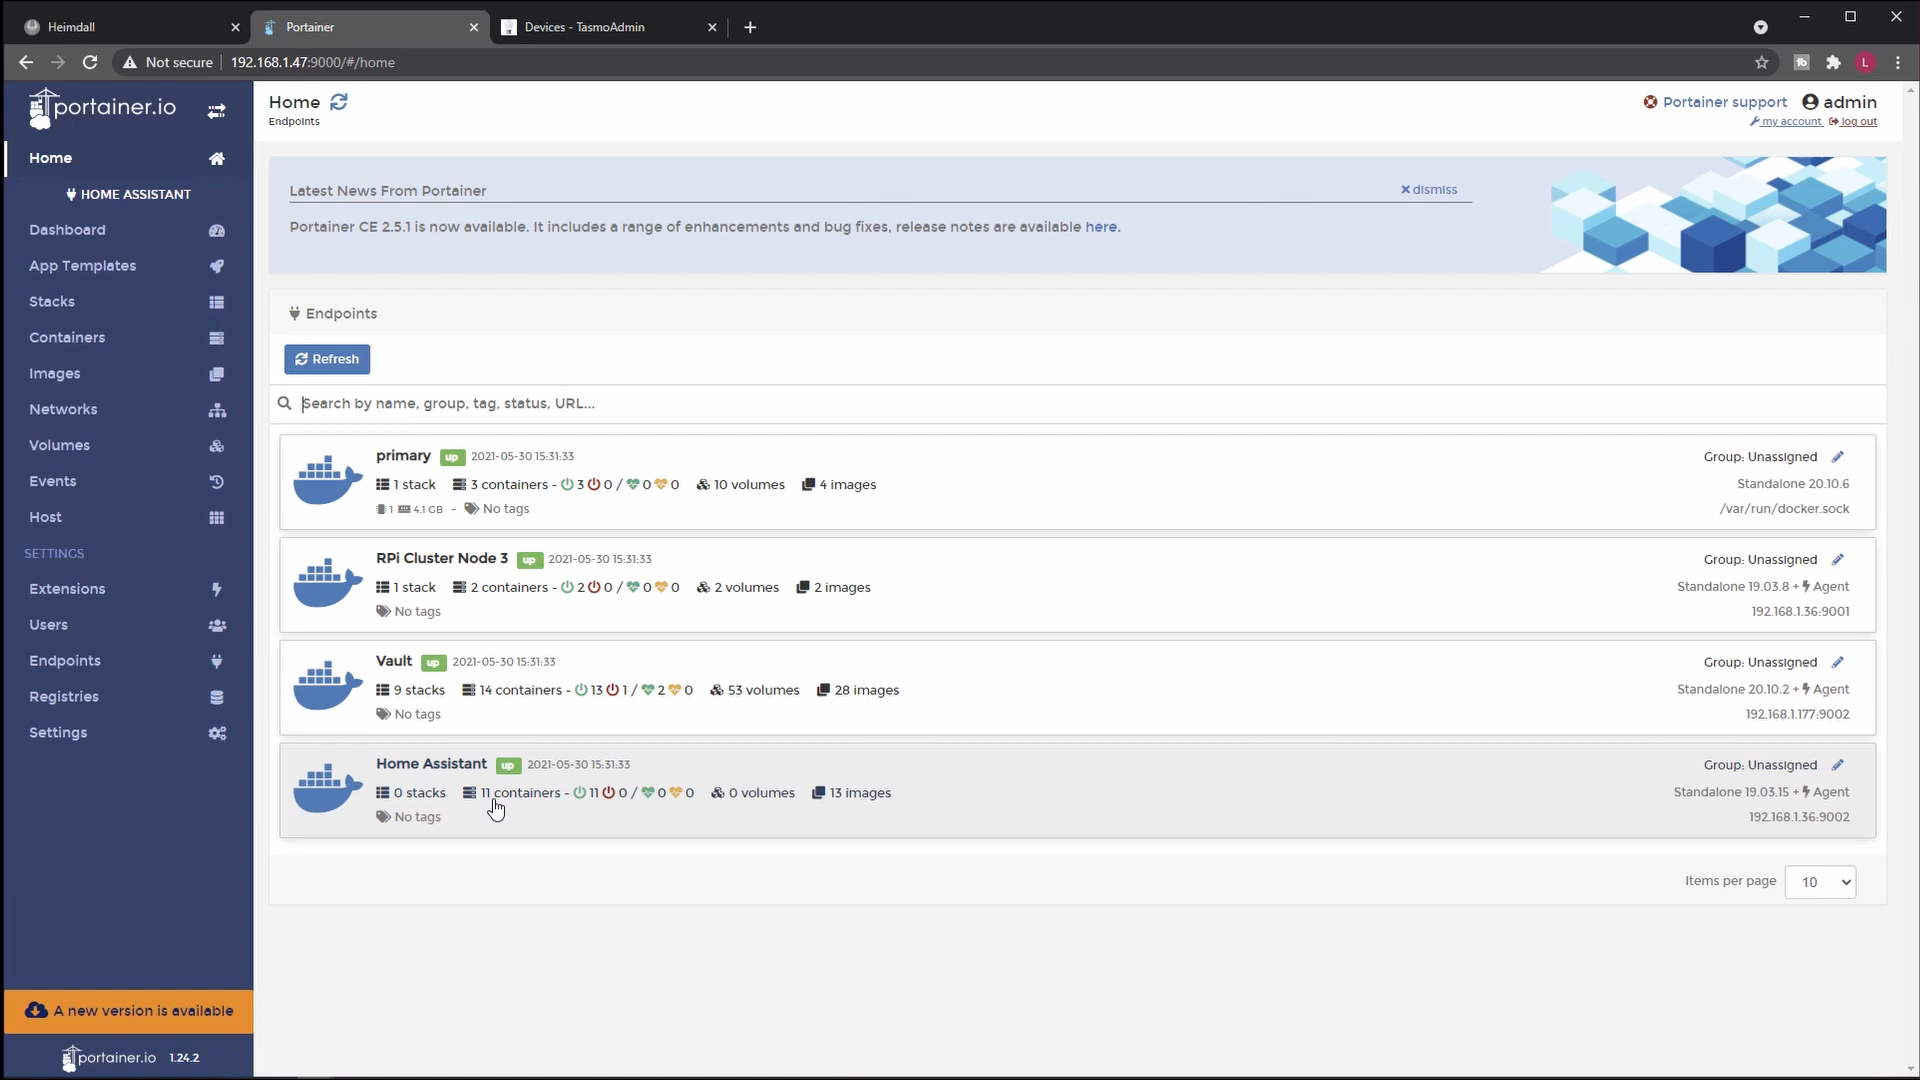 Heimdall
Portainer
Devices - TasmoAdmin
Not secure
192.168.1.47:9000/#/home
L
portainer.io
Home
HOME ASSISTANT
Dashboard
App Templates
Stacks
Containers
Images
Networks
Volumes
Events
Host
SETTINGS
Extensions
Users
Endpoints
Registries
Settings
A new version is available
portainer.io 1.24.2
Home
Endpoints
Portainer support admin
my account log out
Latest News From Portainer
dismiss
Portainer CE 2.5.1 is now available. It includes a range of enhancements and bug fixes, release notes are available here.
Endpoints
Refresh
Search by name, group, tag, status, URL...
primary up 2021-05-30 15:31:33
Group: Unassigned
1 stack 3 containers - 3 0 / 0 0 10 volumes 4 images
Standalone 20.10.6
1 4.1 GB - No tags
/var/run/docker.sock
RPi Cluster Node 3 up 2021-05-30 15:31:33
Group: Unassigned
1 stack 2 containers - 2 0 / 0 0 2 volumes 2 images
Standalone 19.03.8 + Agent
No tags
192.168.1.36:9001
Vault up 2021-05-30 15:31:33
Group: Unassigned
9 stacks 14 containers - 13 1 / 2 0 53 volumes 28 images
Standalone 20.10.2 + Agent
No tags
192.168.1.177:9002
Home Assistant up 2021-05-30 15:31:33
Group: Unassigned
0 stacks 11 containers - 11 0 / 0 0 0 volumes 13 images
Standalone 19.03.15 + Agent
No tags
192.168.1.36:9002
Items per page 10